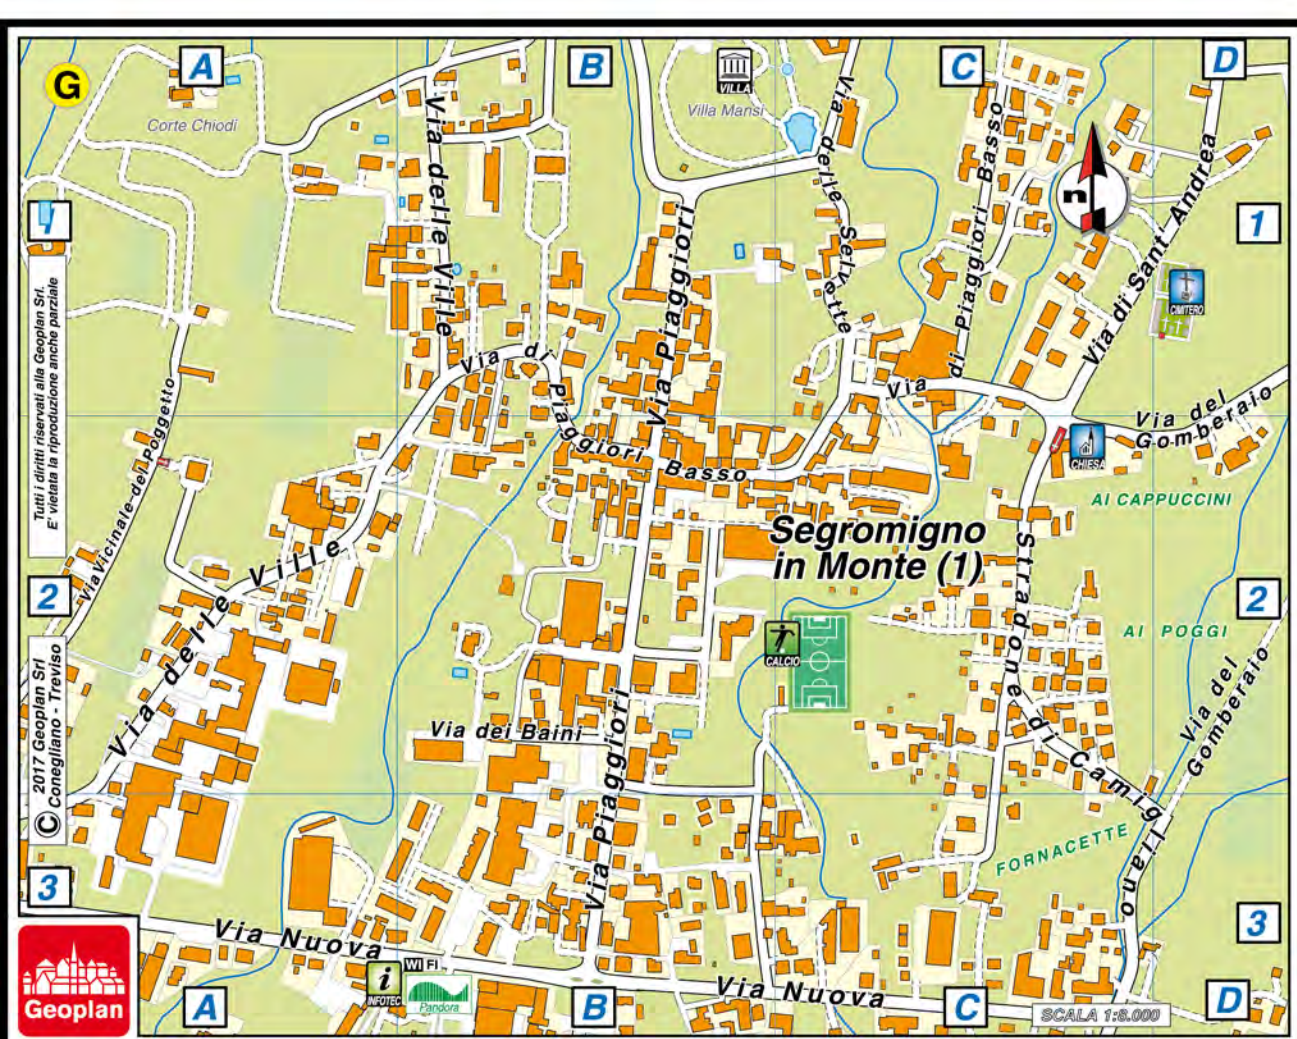 A
B
C
D
G
Corte Chiodi
VILLA
Villa Mansi
Via delle Ville
Via delle Selvette
Via di Piaggiori Basso
n
1
1
Via di Sant' Andrea
CIMITERO
Tutti i diritti riservati alla Geoplan Srl.
E' vietata la riproduzione anche parziale
Via Piaggiori
Via di Piaggiori Basso
Via
Via del
Gomberaio
CHIESA
AI CAPPUCCINI
Via Vicinale del Poggetto
Segromigno
in Monte (1)
Via delle Ville
2
2
CALCIO
AI POGGI
Stradone di Camigliano
Via del
Gomberaio
© 2017 Geoplan Srl
Conegliano - Treviso
Via dei Baini
Via Piaggiori
FORNACETTE
3
3
Via Nuova
Via Nuova
WI FI
i
INFOTEC
Pandora
Geoplan
A
B
C
D
SCALA 1:8.000